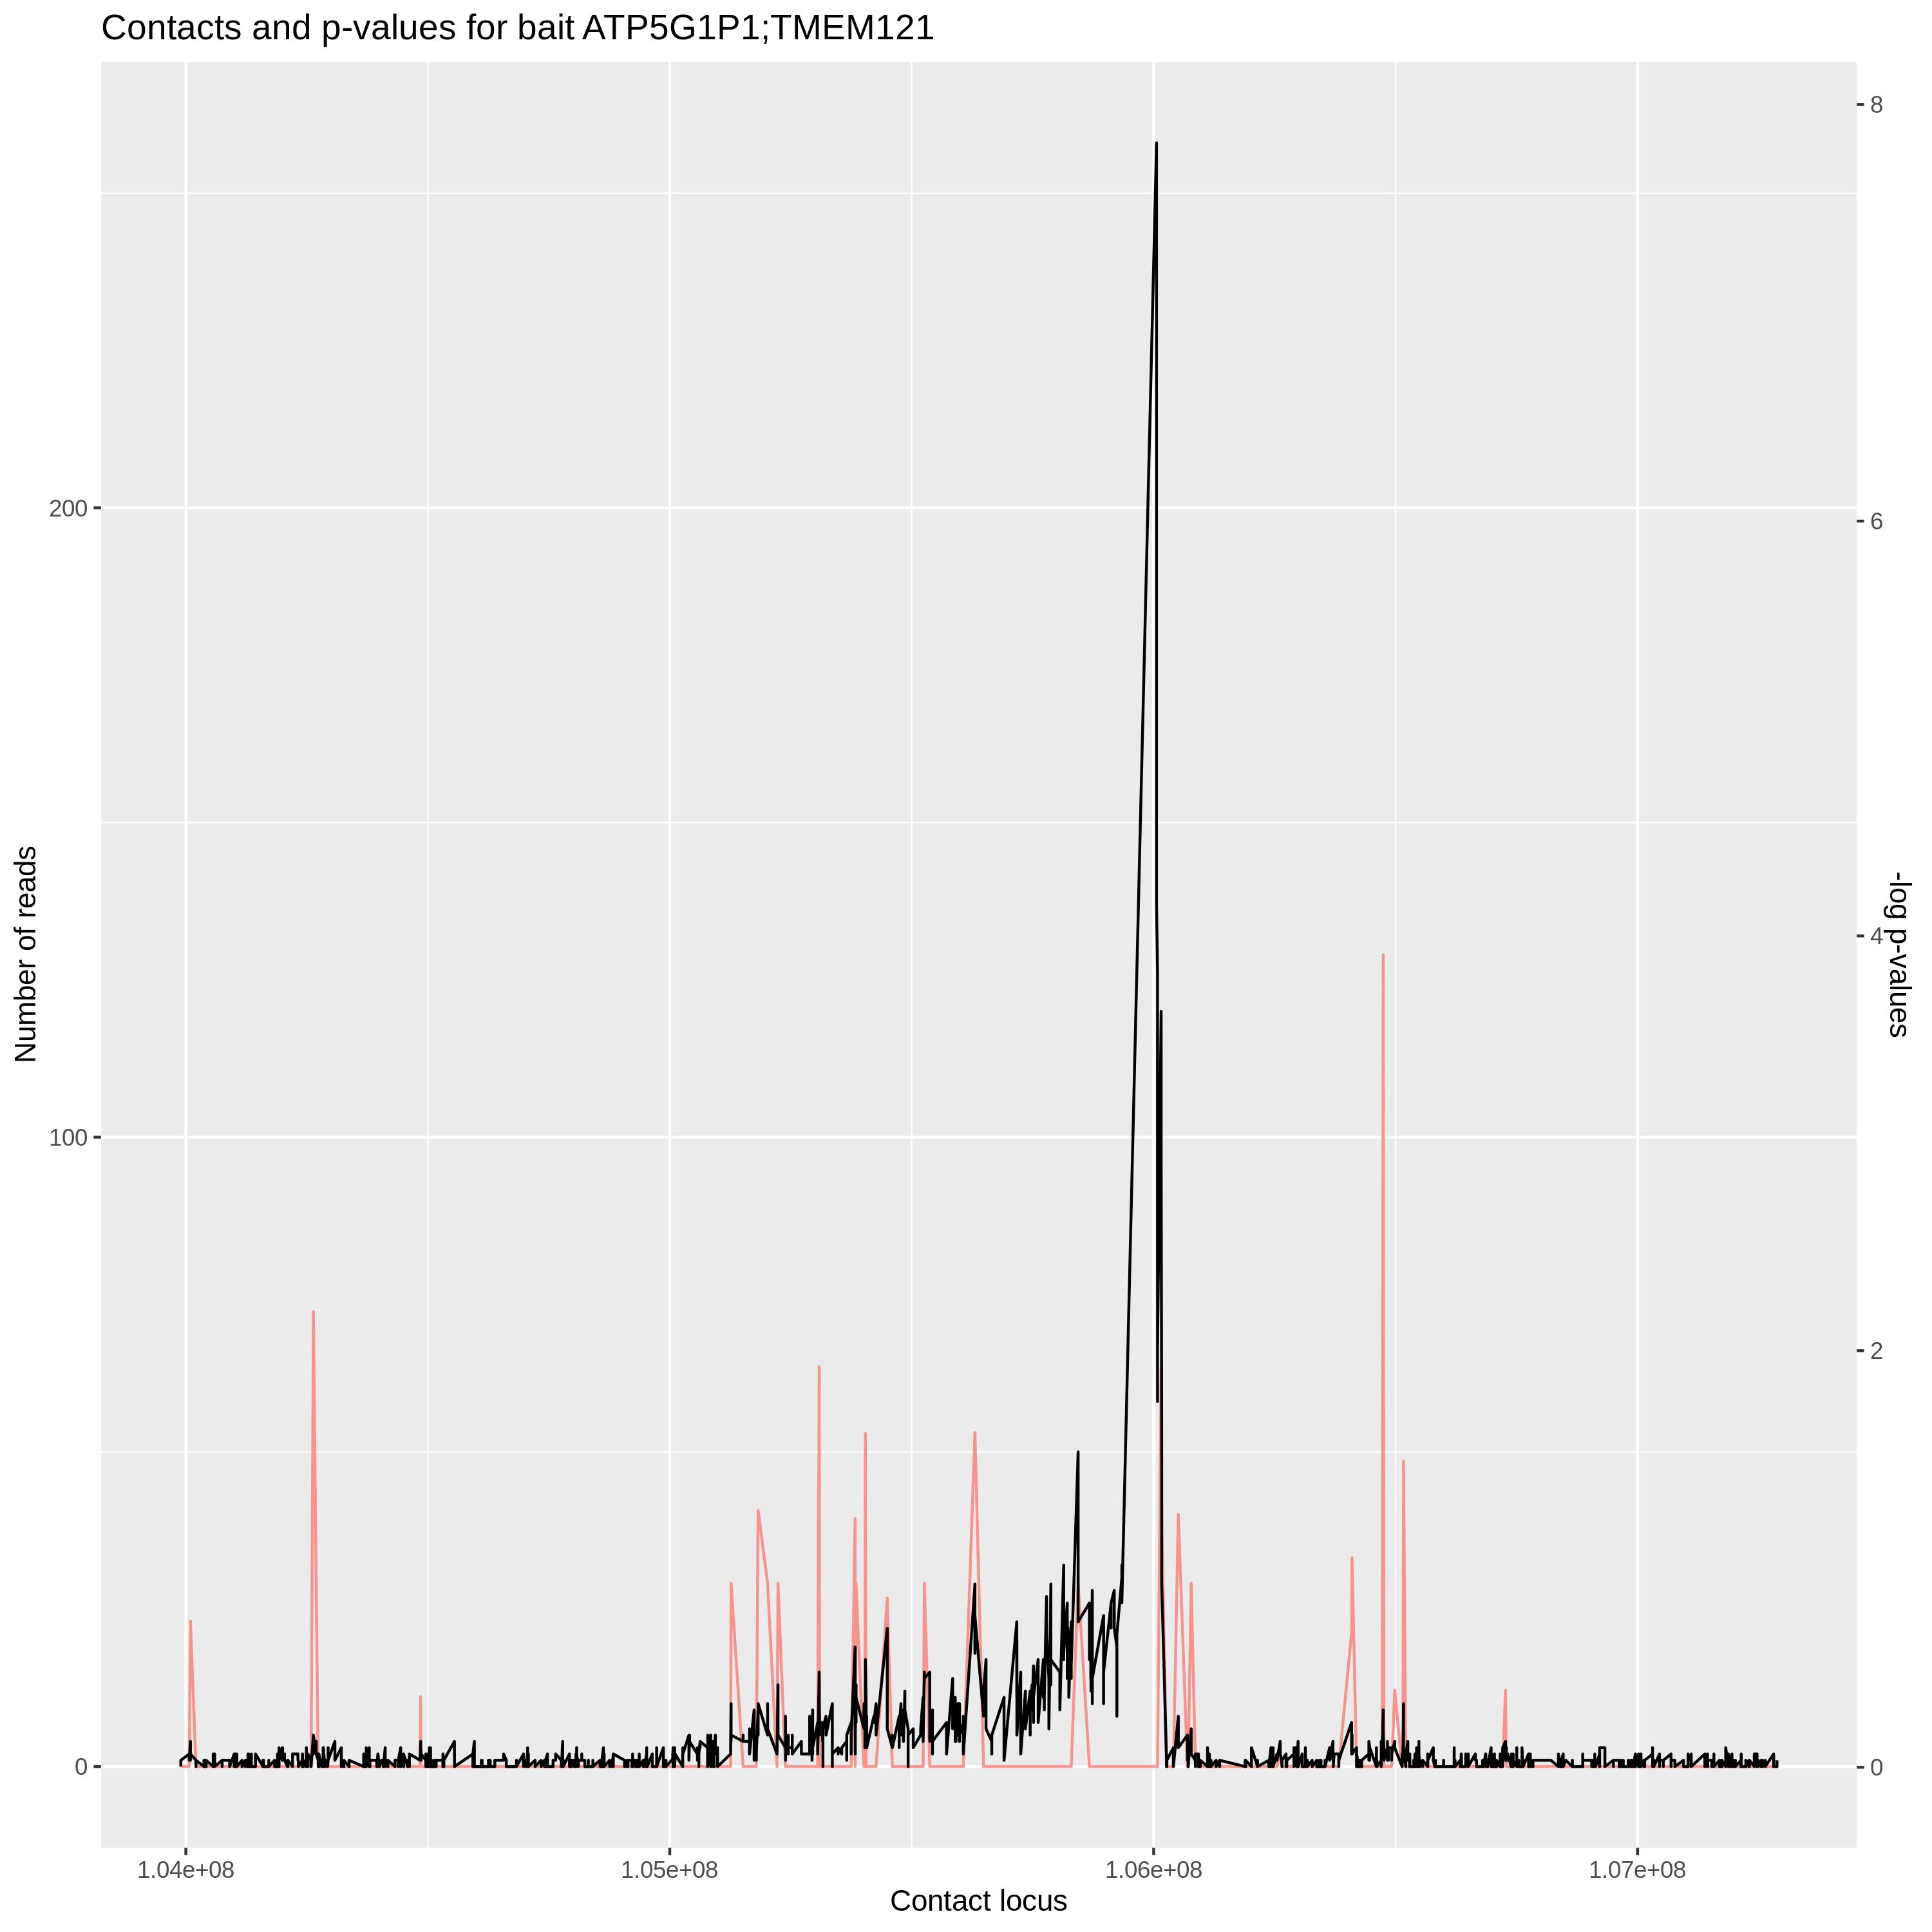 Contacts and p-values for bait ATP5G1P1;TMEM121
Number of reads
200
100
0
8
6
4
2
0
-log p-values
1.04e+08
1.05e+08
1.06e+08
1.07e+08
Contact locus